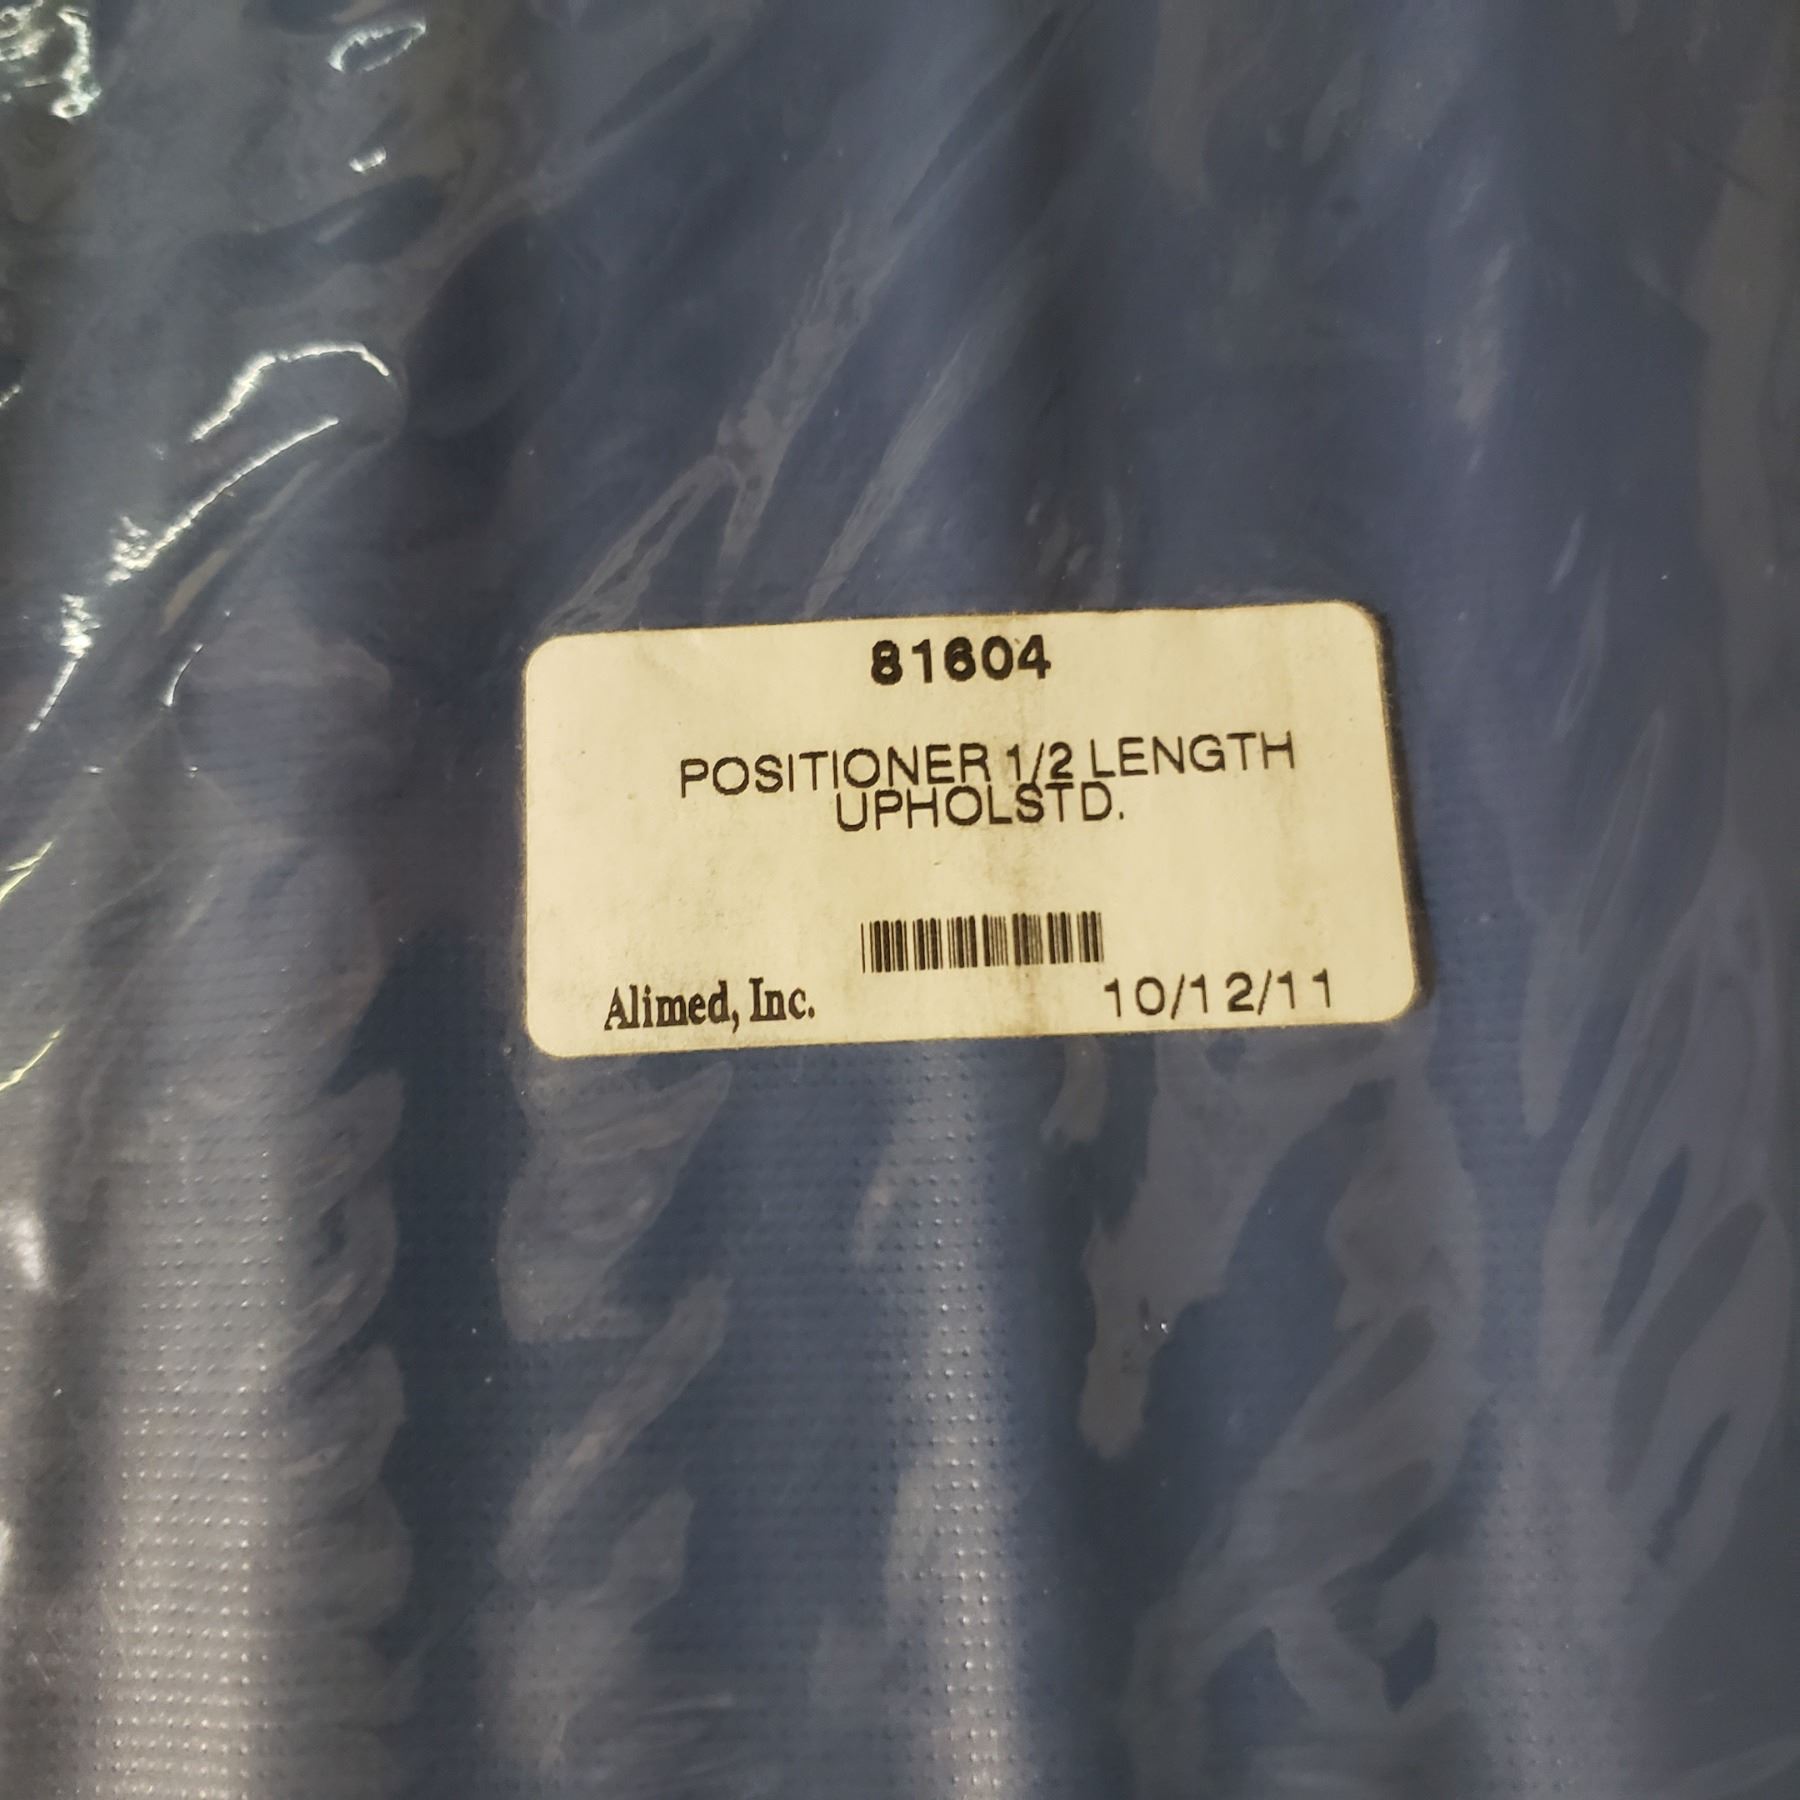 81604
POSITIONER 1/2 LENGTH
UPHOLSTD.
Alimed, Inc.
10/12/11